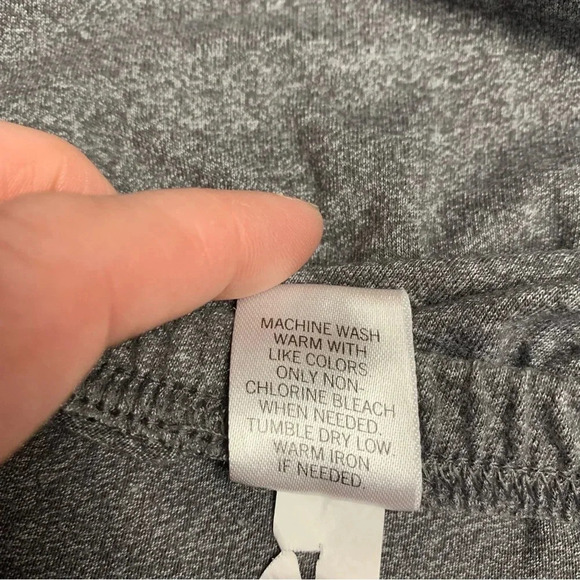 MACHINE WASH
WARM WITH
LIKE COLORS
ONLY NON-
CHLORINE BLEACH
WHEN NEEDED.
TUMBLE DRY LOW.
WARM IRON
IF NEEDED.